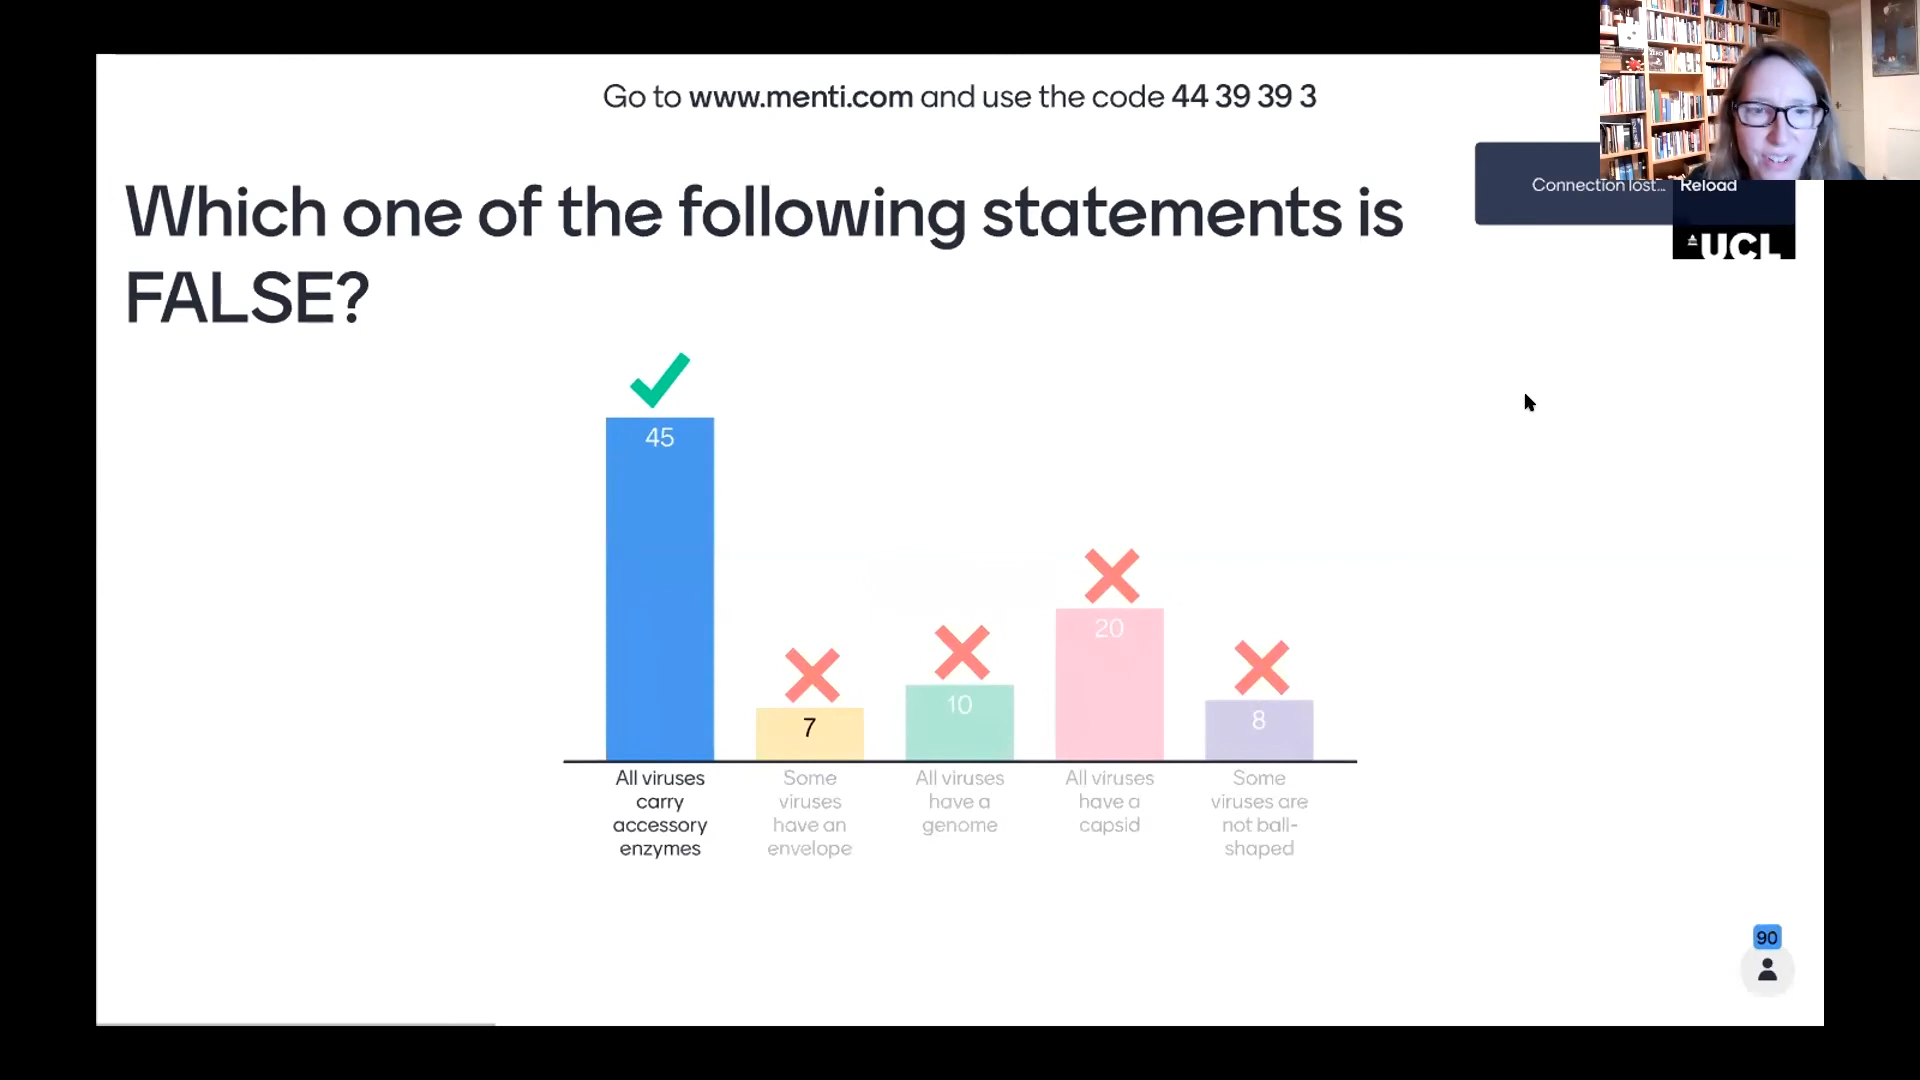 Go to www.menti.com and use the code 44 39 39 3
Connection lost... Reload
UCL
Which one of the following statements is
FALSE?
45
7
10
20
8
All viruses
carry
accessory
enzymes
Some
viruses
have an
envelope
All viruses
have a
genome
All viruses
have a
capsid
Some
viruses are
not ball-
shaped
90